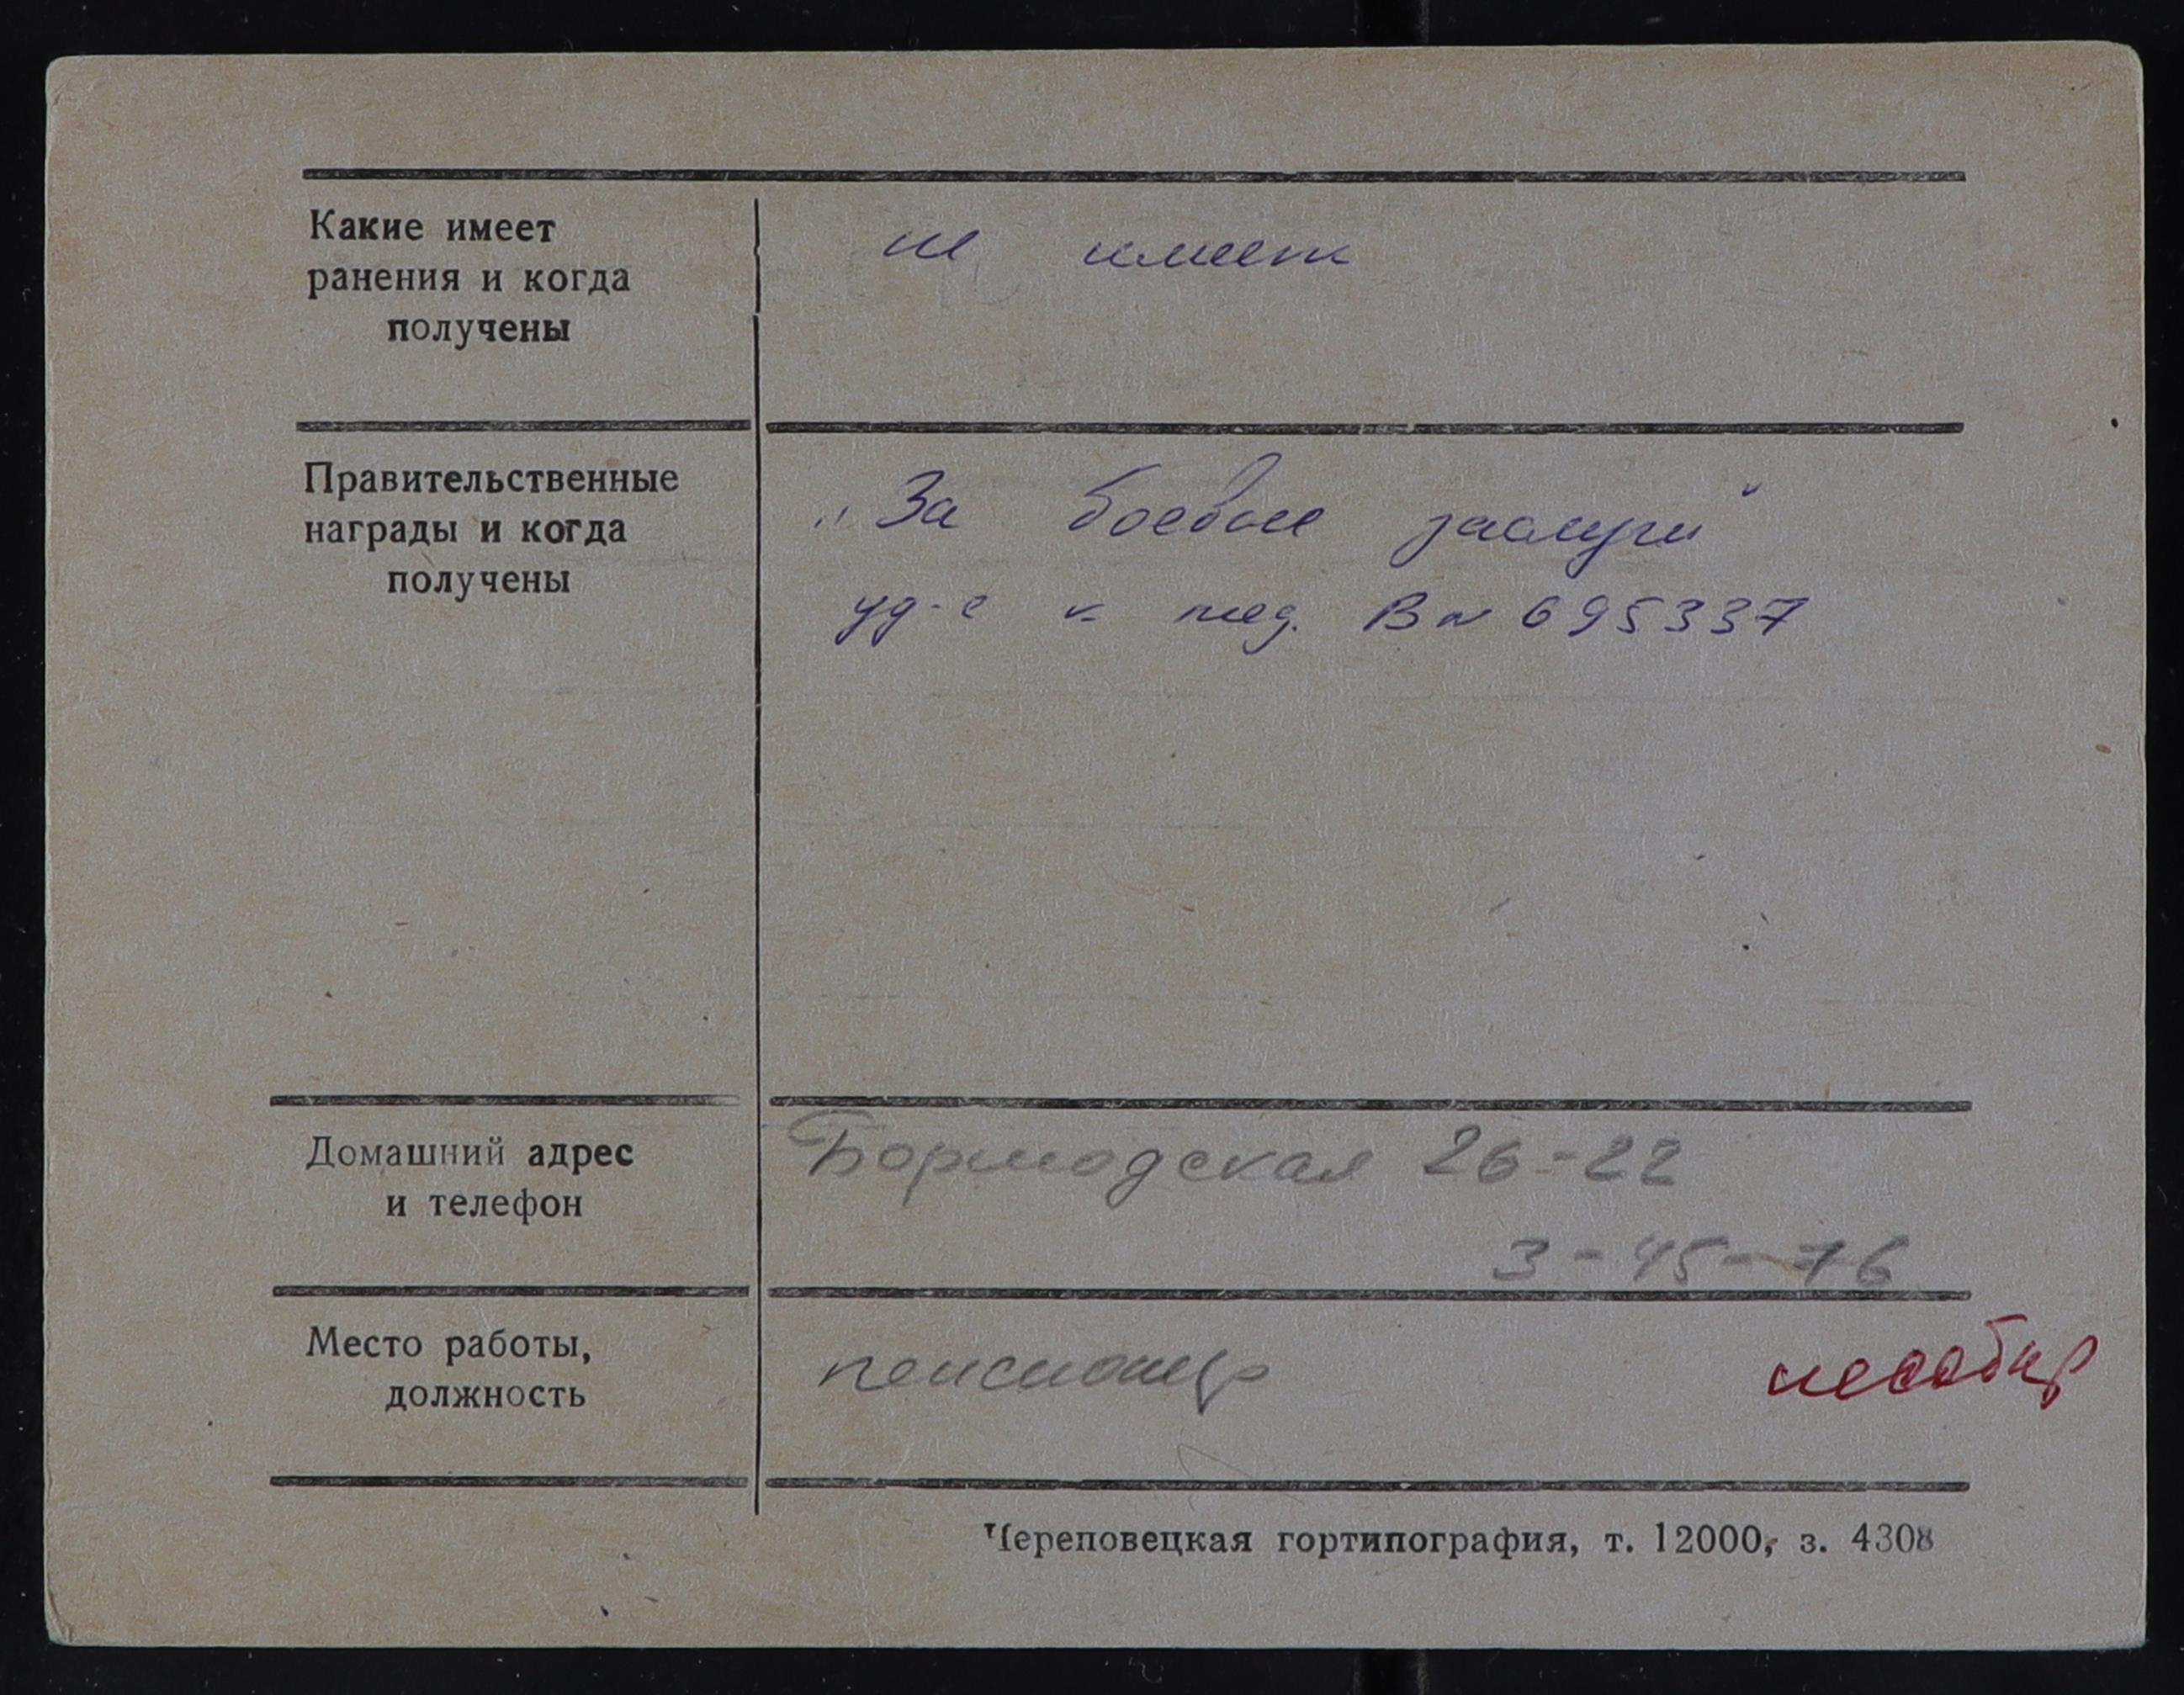 Какие имеет
ранения и когда
получены
не имеет
Правительственные
награды и когда
получены
„За боевые заслуги"
уд-е к мед. В № 695337
Домашний адрес
и телефон
Боршодская 26-22
3-45-76
Место работы,
должность
пенсионер
Череповецкая гортипография, т. 12000, з. 4308